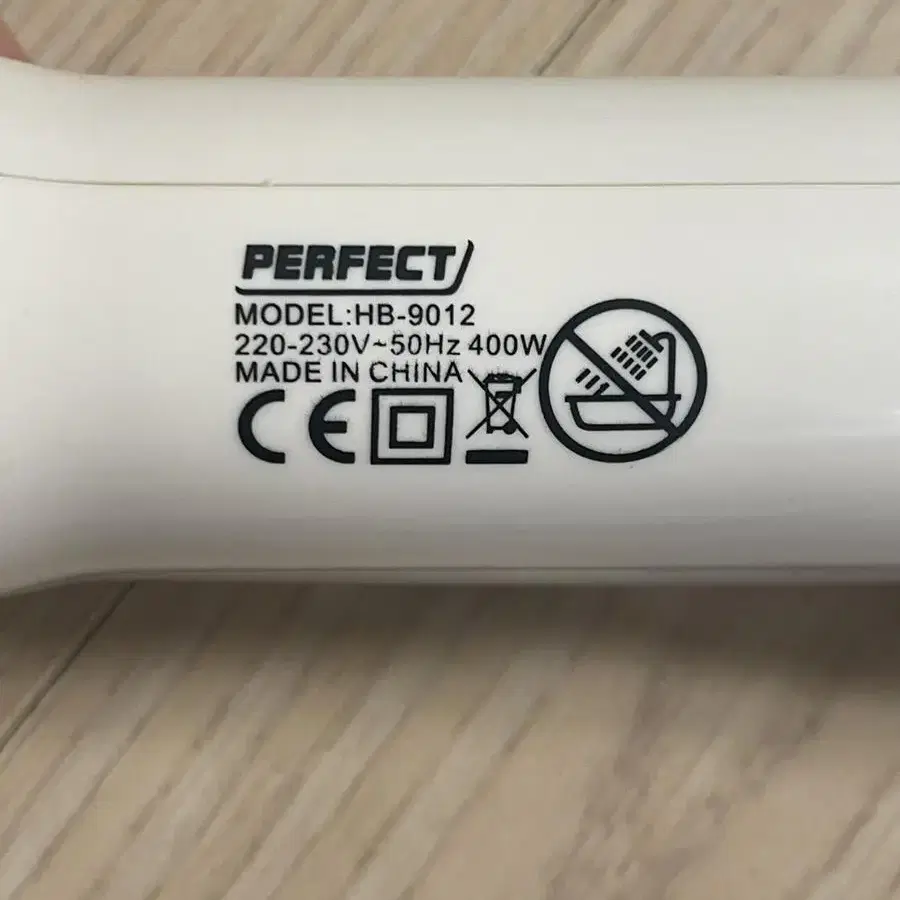 PERFECT
MODEL:HB-9012
220-230V~50Hz 400W
MADE IN CHINA
CE